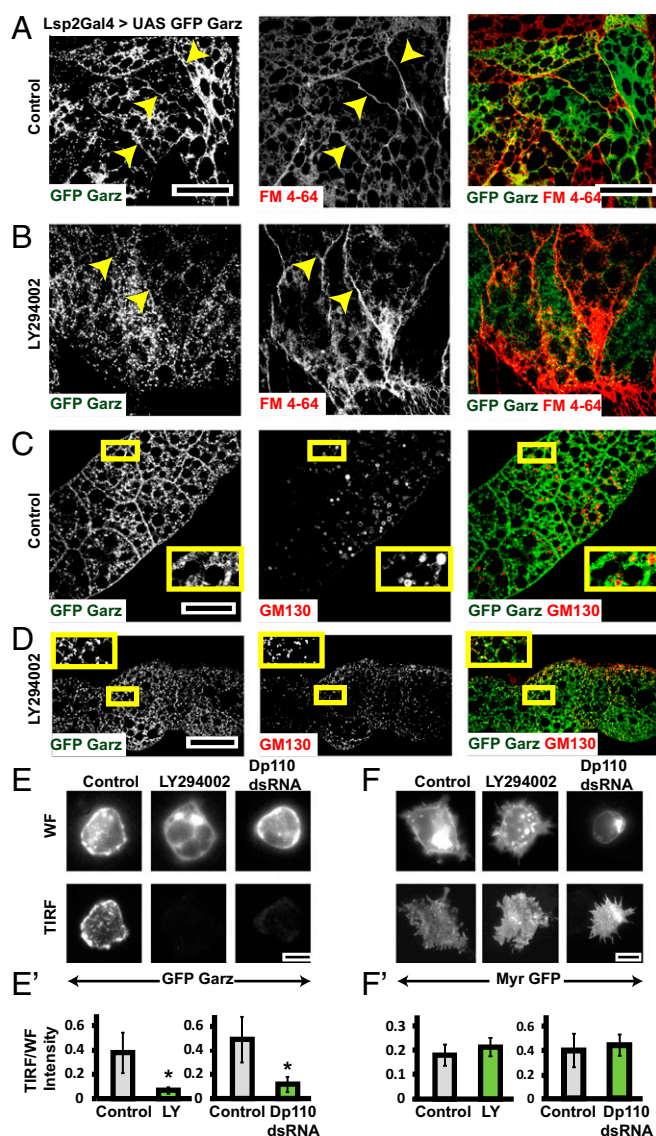 A
Lsp2Gal4 > UAS GFP Garz
Control
GFP Garz
FM 4-64
GFP Garz FM 4-64
B
LY294002
GFP Garz
FM 4-64
GFP Garz FM 4-64
C
Control
GFP Garz
GM130
GFP Garz GM130
D
LY294002
GFP Garz
GM130
GFP Garz GM130
E
Control
LY294002
Dp110
dsRNA
WF
TIRF
GFP Garz
F
Control
LY294002
Dp110
dsRNA
Myr GFP
E'
TIRF/WF
Intensity
0.6
0.4
0.2
0
*
Control
LY
0.6
0.4
0.2
0
*
Control
Dp110
dsRNA
F'
0.3
0.2
0.1
0
Control
LY
0.6
0.4
0.2
0
Control
Dp110
dsRNA